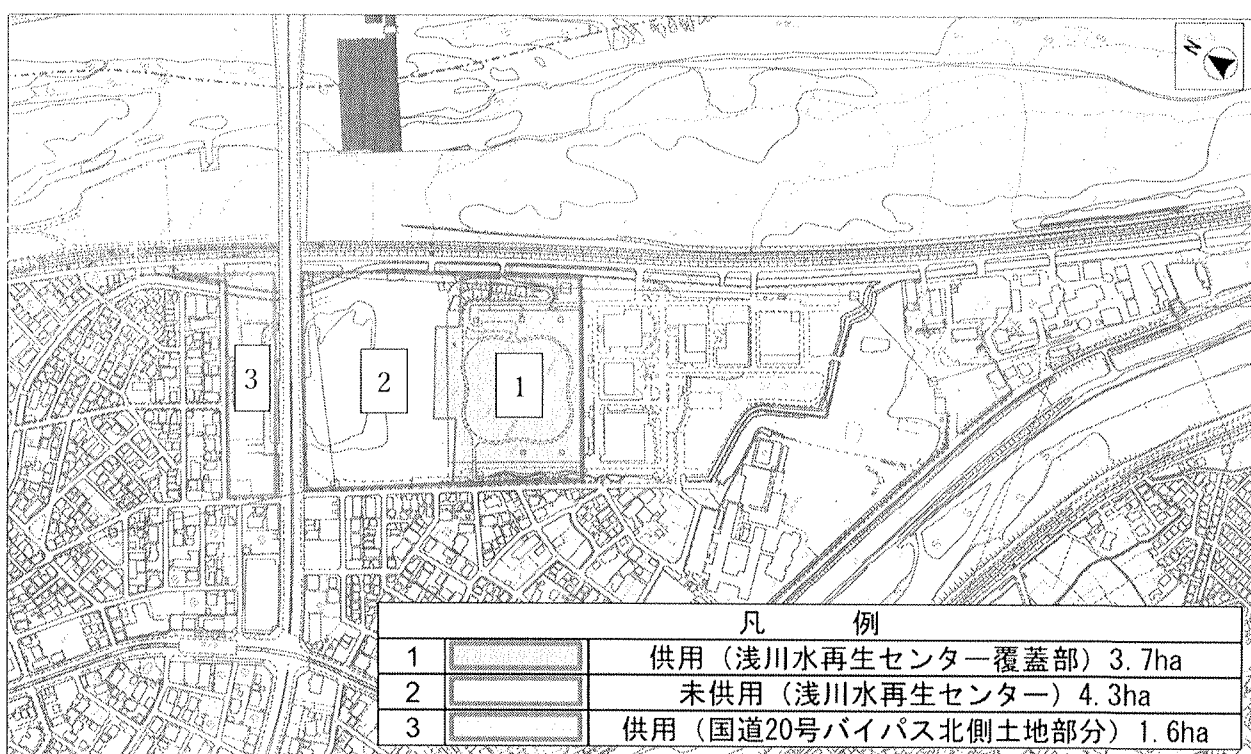 N
3
2
1
凡 例
1 供用（浅川水再生センター覆蓋部）3.7ha
2 未供用（浅川水再生センター）4.3ha
3 供用（国道20号バイパス北側土地部分）1.6ha